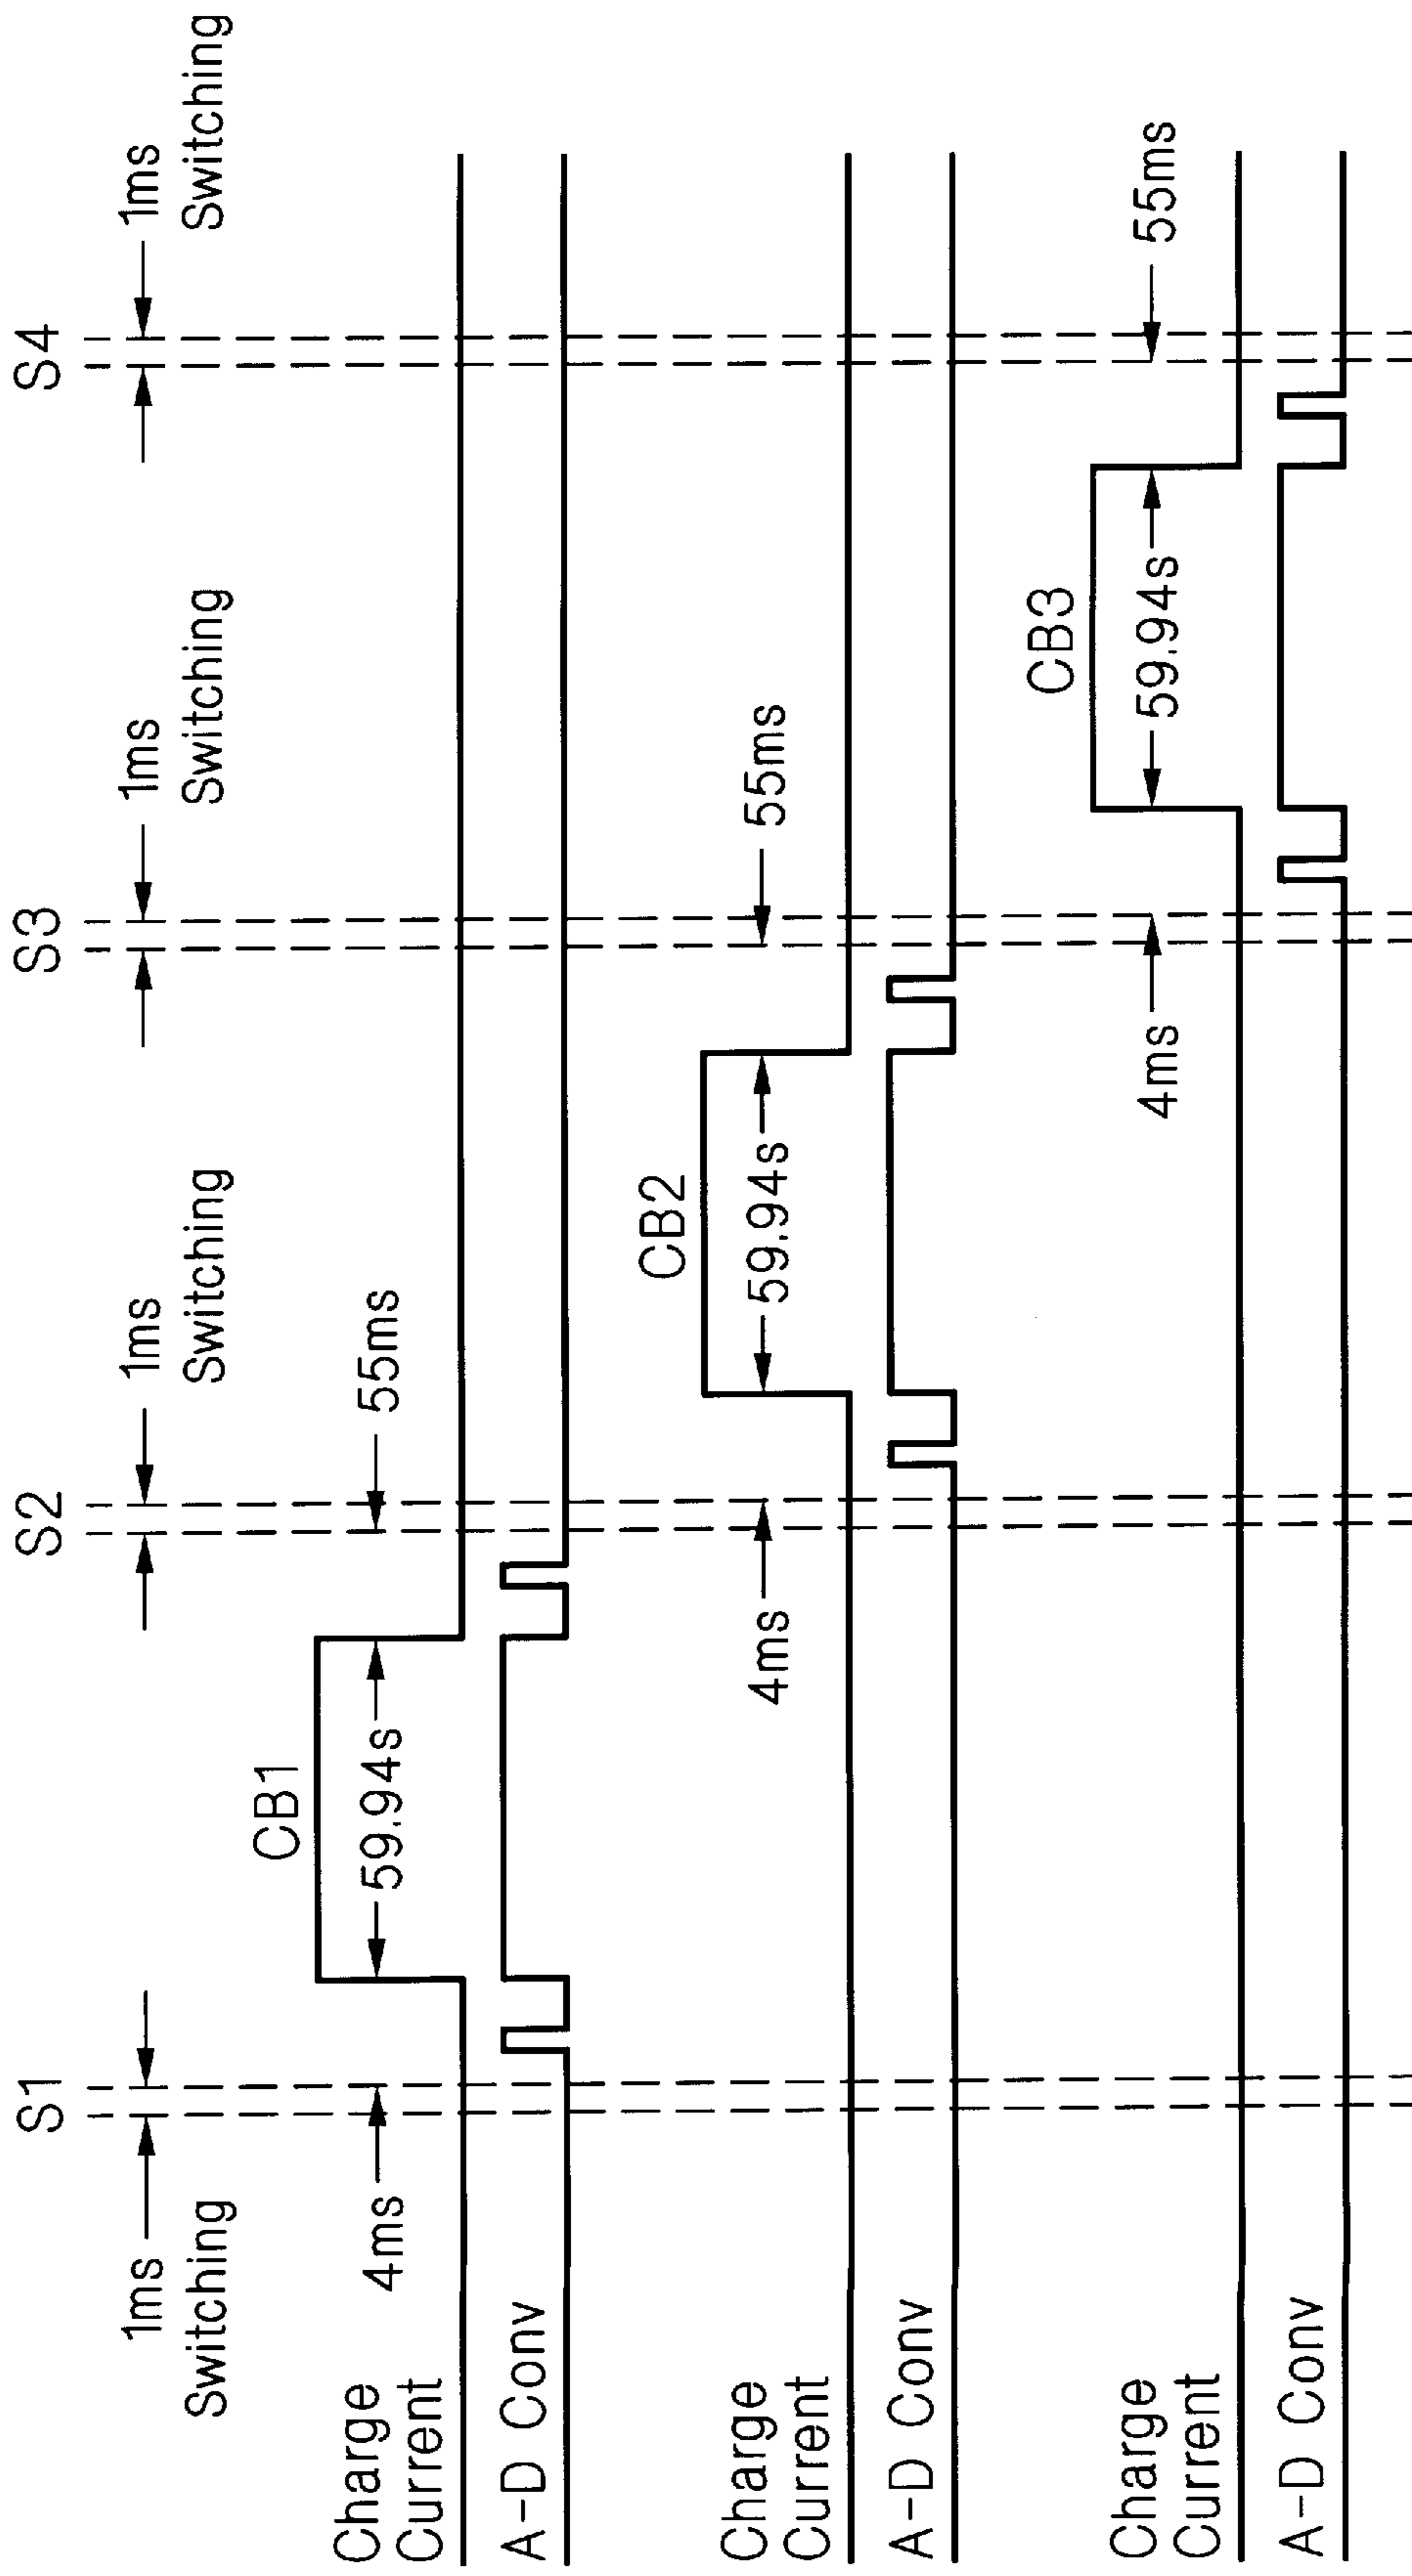 S1
S2
S3
S4
1ms
Switching
1ms
Switching
1ms
Switching
1ms
Switching
CB1
Charge
Current
4ms
59.94s
55ms
A-D Conv
CB2
Charge
Current
4ms
59.94s
55ms
A-D Conv
CB3
Charge
Current
4ms
59.94s
55ms
A-D Conv